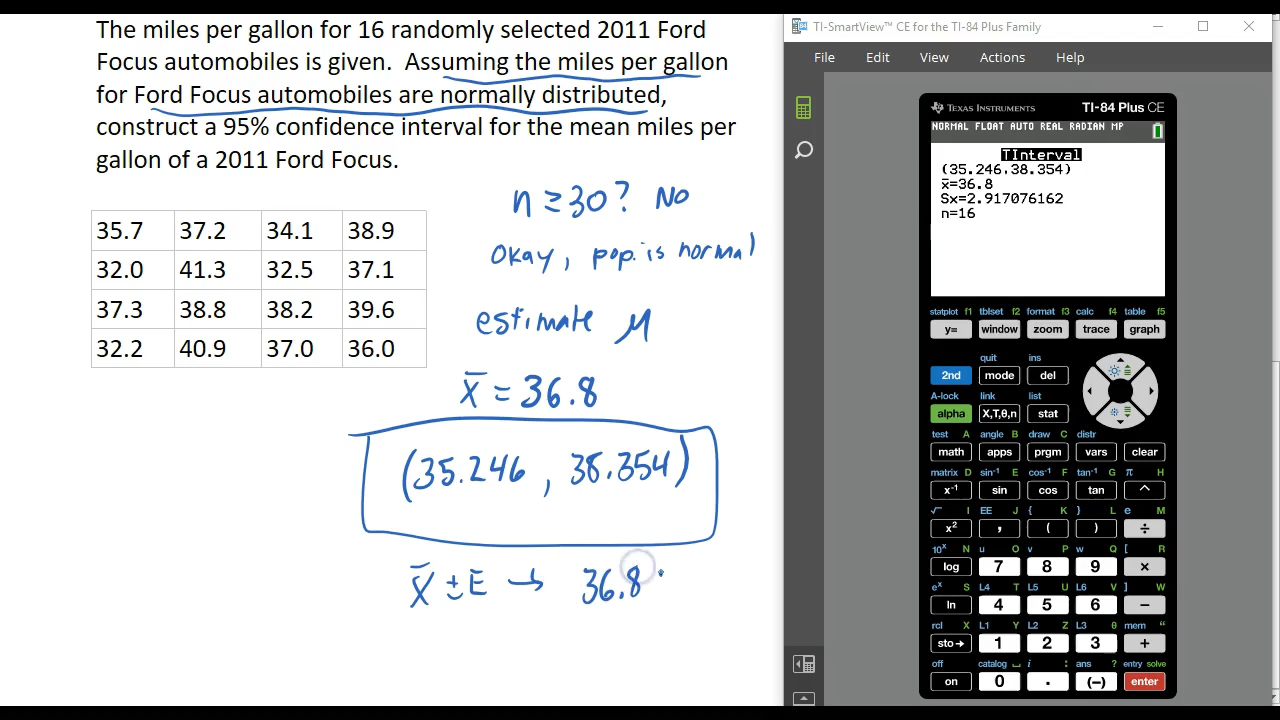 The miles per gallon for 16 randomly selected 2011 Ford
Focus automobiles is given. Assuming the miles per gallon
for Ford Focus automobiles are normally distributed,
construct a 95% confidence interval for the mean miles per
gallon of a 2011 Ford Focus.
35.7 37.2 34.1 38.9
32.0 41.3 32.5 37.1
37.3 38.8 38.2 39.6
32.2 40.9 37.0 36.0
n ≥ 30? No
Okay, pop. is normal
estimate μ
x̄ = 36.8
(35.246, 38.354)
x̄ ± E → 36.8
TI-SmartView™ CE for the TI-84 Plus Family
File Edit View Actions Help
TEXAS INSTRUMENTS TI-84 Plus CE
NORMAL FLOAT AUTO REAL RADIAN MP
TInterval
(35.246,38.354)
x̄=36.8
Sx=2.917076162
n=16
statplot f1 tblset f2 format f3 calc f4 table f5
y= window zoom trace graph
quit ins
2nd mode del
A-lock link list
alpha X,T,θ,n stat
test A angle B draw C distr
math apps prgm vars clear
matrix D sin⁻¹ E cos⁻¹ F tan⁻¹ G π H
x⁻¹ sin cos tan ^
√ I EE J { K } L e M
x² , ( ) ÷
10ˣ N u O v P w Q [ R
log 7 8 9 ×
eˣ S L4 T L5 U L6 V ] W
ln 4 5 6 −
rcl X L1 Y L2 Z L3 θ mem “
sto→ 1 2 3 +
off catalog ␣ i : ans ? entry solve
on 0 . (−) enter